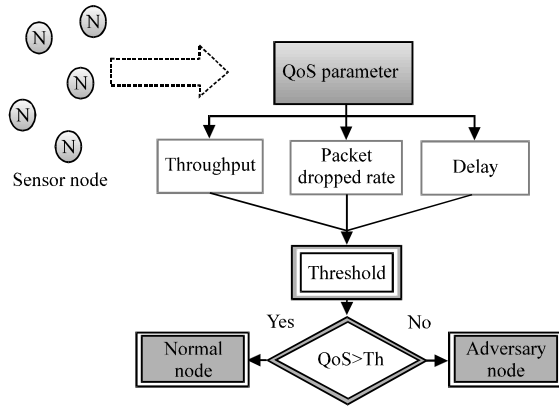 N
N
N
N
N
Sensor node
QoS parameter
Throughput
Packet
dropped rate
Delay
Threshold
Yes
No
QoS>Th
Normal
node
Adversary
node